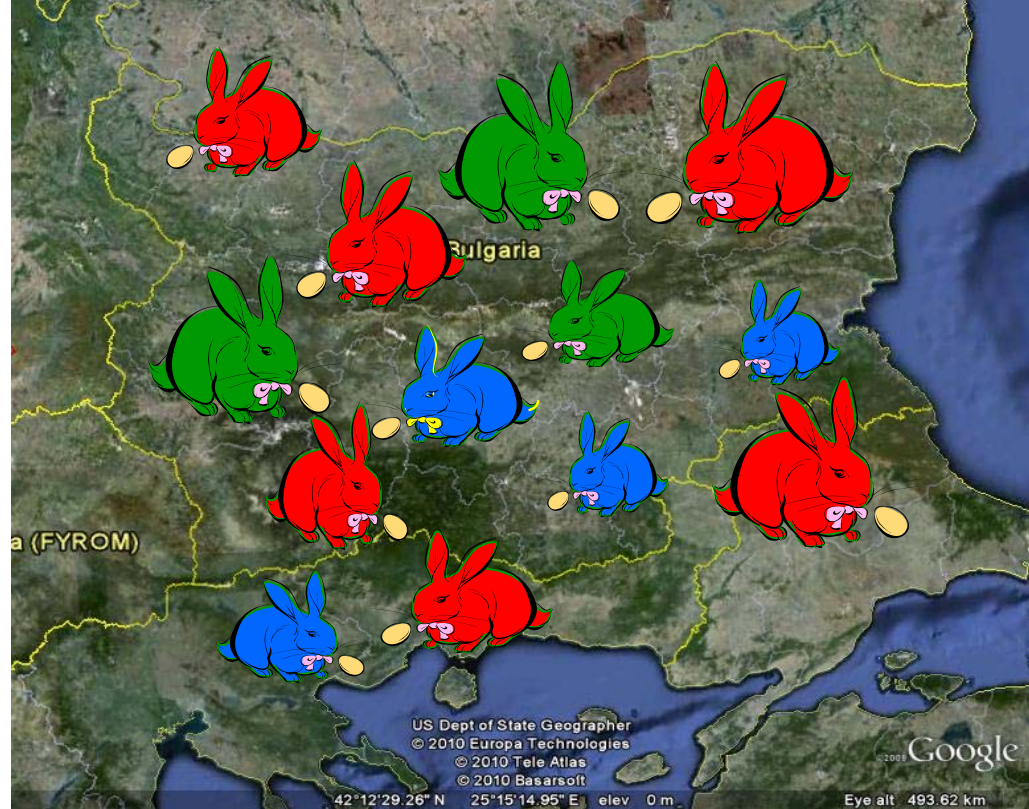 Bulgaria
a (FYROM)
US Dept of State Geographer
© 2010 Europa Technologies
© 2010 Tele Atlas
© 2010 Basarsoft
©2009 Google
42°12'29.26" N 25°15'14.95" E elev 0 m
Eye alt 493.62 km